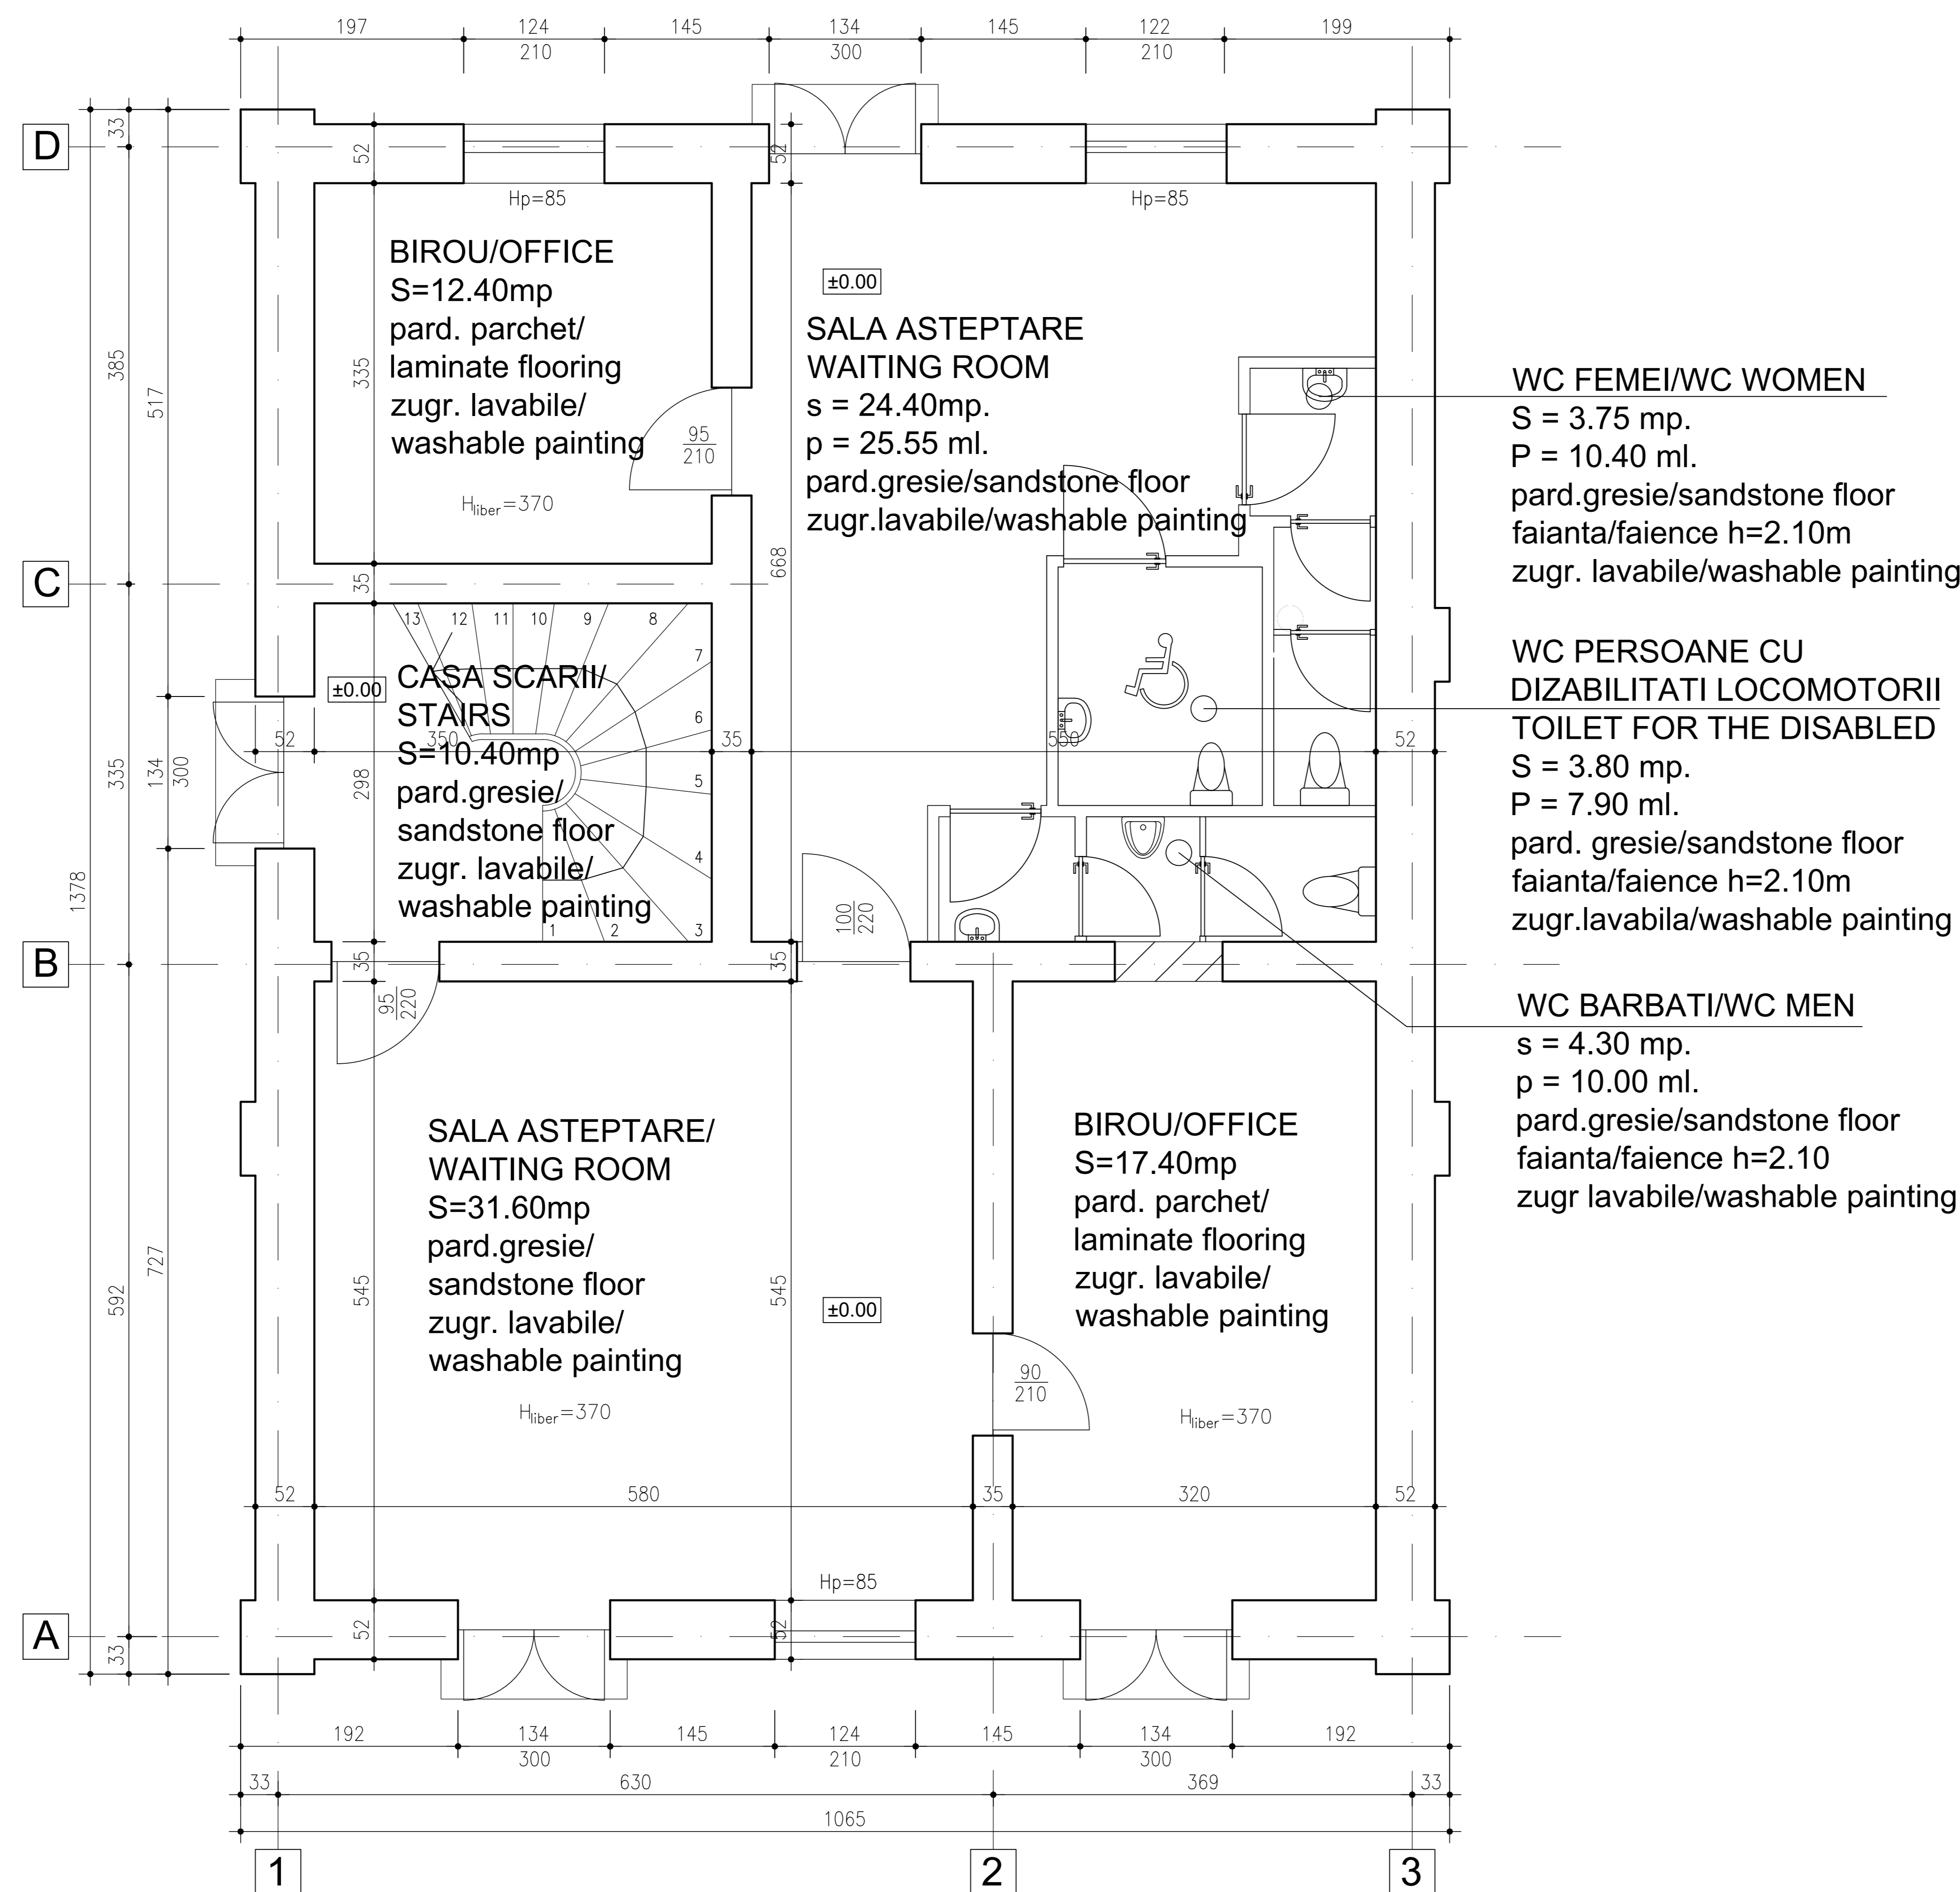 197 124 145 134 145 122 199
210 300 210
D
33
52
52
Hp=85
Hp=85
BIROU/OFFICE
S=12.40mp
pard. parchet/
laminate flooring
zugr. lavabile/
washable painting
Hliber=370
95
210
±0.00
SALA ASTEPTARE
WAITING ROOM
s = 24.40mp.
p = 25.55 ml.
pard.gresie/sandstone floor
zugr.lavabile/washable painting
WC FEMEI/WC WOMEN
S = 3.75 mp.
P = 10.40 ml.
pard.gresie/sandstone floor
faianta/faience h=2.10m
zugr. lavabile/washable painting
385
517
335
668
C
35
13 12 11 10 9 8
7
6
5
4
3
2
1
±0.00
CASA SCARII/
STAIRS
S=10.40mp
pard.gresie/
sandstone floor
zugr. lavabile/
washable painting
52 350 35 550 52
335
134
300
298
1378
WC PERSOANE CU
DIZABILITATI LOCOMOTORII
TOILET FOR THE DISABLED
S = 3.80 mp.
P = 7.90 ml.
pard. gresie/sandstone floor
faianta/faience h=2.10m
zugr.lavabila/washable painting
100
220
B
35
35
95
220
WC BARBATI/WC MEN
s = 4.30 mp.
p = 10.00 ml.
pard.gresie/sandstone floor
faianta/faience h=2.10
zugr lavabile/washable painting
SALA ASTEPTARE/
WAITING ROOM
S=31.60mp
pard.gresie/
sandstone floor
zugr. lavabile/
washable painting
Hliber=370
BIROU/OFFICE
S=17.40mp
pard. parchet/
laminate flooring
zugr. lavabile/
washable painting
Hliber=370
592
727
545
545
±0.00
90
210
52 580 35 320 52
Hp=85
A
33
52
52
192 134 145 124 145 134 192
300 210 300
33 630 369 33
1065
1 2 3